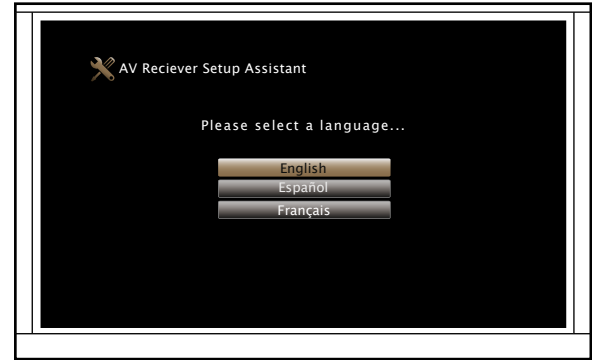 AV Reciever Setup Assistant
Please select a language...
English
Español
Français